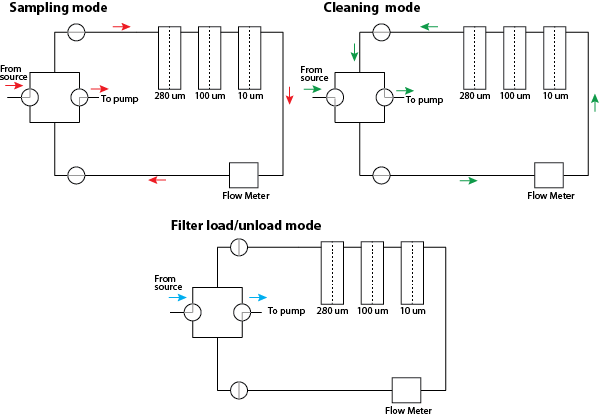 Sampling mode
From
source
To pump
280 um 100 um 10 um
Flow Meter
Cleaning mode
From
source
To pump
280 um 100 um 10 um
Flow Meter
Filter load/unload mode
From
source
To pump
280 um 100 um 10 um
Flow Meter